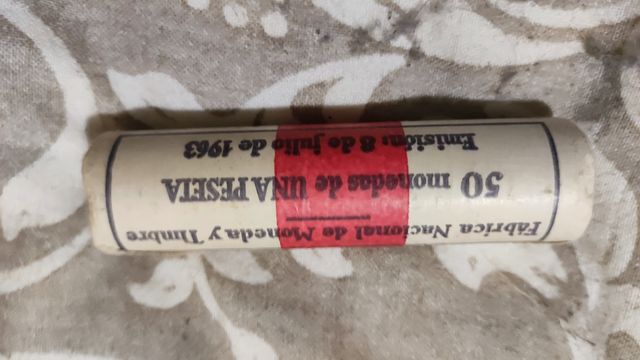 Fábrica Nacional de Moneda y Timbre
50 monedas de UNA PESETA
Emisión: 8 de julio de 1963